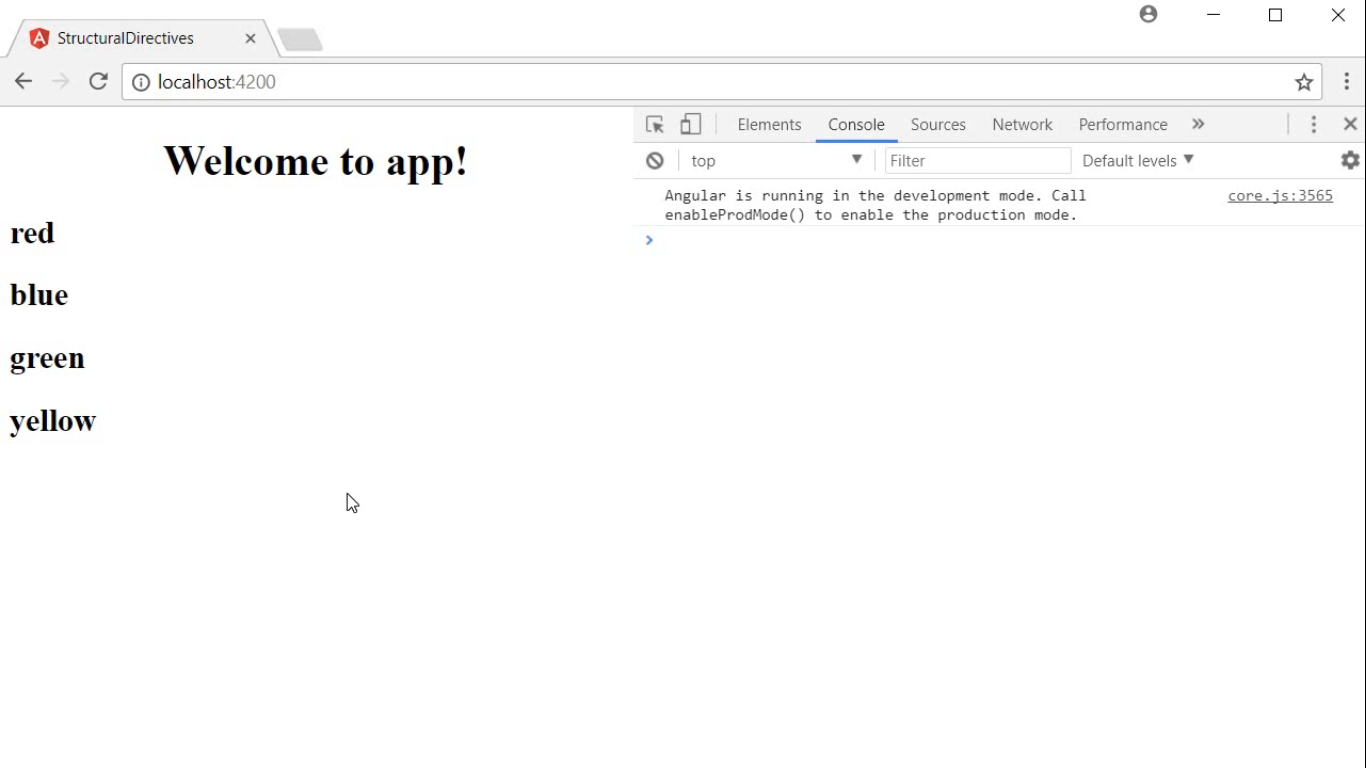 StructuralDirectives
localhost:4200
Welcome to app!
red
blue
green
yellow
Elements Console Sources Network Performance »
top Filter Default levels
Angular is running in the development mode. Call core.js:3565
enableProdMode() to enable the production mode.